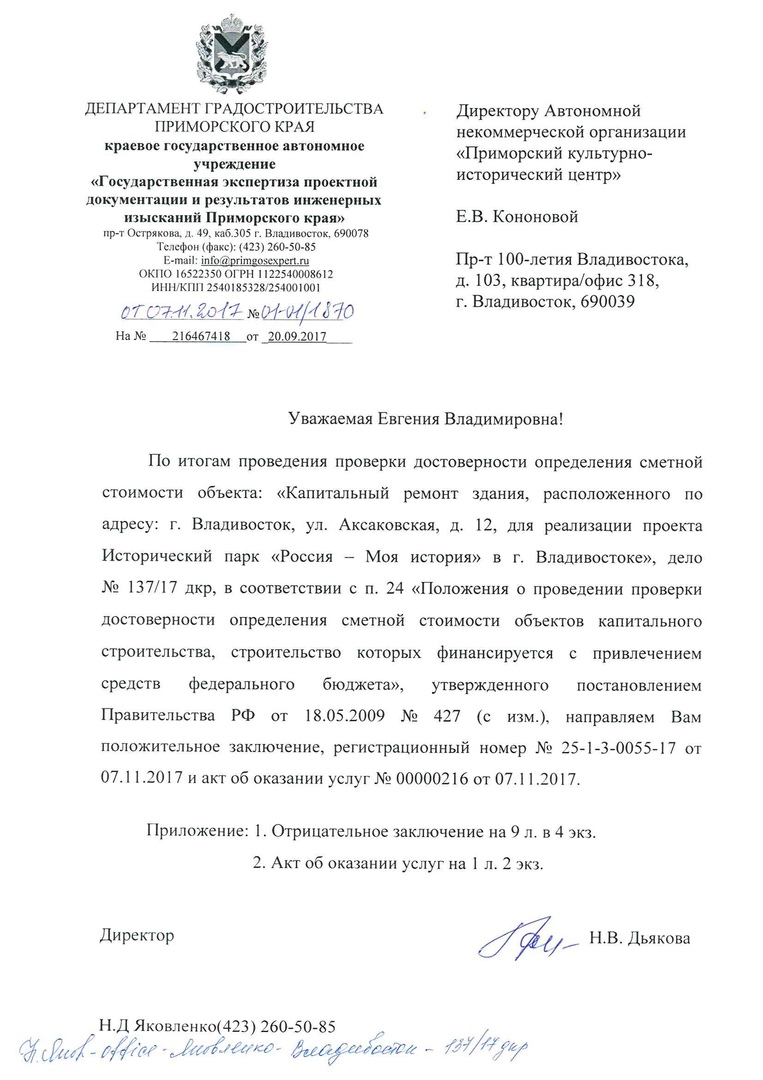 ДЕПАРТАМЕНТ ГРАДОСТРОИТЕЛЬСТВА
ПРИМОРСКОГО КРАЯ
краевое государственное автономное
учреждение
«Государственная экспертиза проектной
документации и результатов инженерных
изысканий Приморского края»
пр-т Острякова, д. 49, каб.305 г. Владивосток, 690078
Телефон (факс): (423) 260-50-85
E-mail: info@primgosexpert.ru
ОКПО 16522350 ОГРН 1122540008612
ИНН/КПП 2540185328/254001001
от 07.11.2017 № 01-01/1870
На № 216467418 от 20.09.2017
Директору Автономной
некоммерческой организации
«Приморский культурно-
исторический центр»
Е.В. Кононовой
Пр-т 100-летия Владивостока,
д. 103, квартира/офис 318,
г. Владивосток, 690039
Уважаемая Евгения Владимировна!
По итогам проведения проверки достоверности определения сметной
стоимости объекта: «Капитальный ремонт здания, расположенного по
адресу: г. Владивосток, ул. Аксаковская, д. 12, для реализации проекта
Исторический парк «Россия – Моя история» в г. Владивостоке», дело
№ 137/17 дкр, в соответствии с п. 24 «Положения о проведении проверки
достоверности определения сметной стоимости объектов капитального
строительства, строительство которых финансируется с привлечением
средств федерального бюджета», утвержденного постановлением
Правительства РФ от 18.05.2009 № 427 (с изм.), направляем Вам
положительное заключение, регистрационный номер № 25-1-3-0055-17 от
07.11.2017 и акт об оказании услуг № 00000216 от 07.11.2017.
Приложение: 1. Отрицательное заключение на 9 л. в 4 экз.
2. Акт об оказании услуг на 1 л. 2 экз.
Директор Н.В. Дьякова
Н.Д Яковленко(423) 260-50-85
office - Яковленко - Владивосток - 137/17 дкр